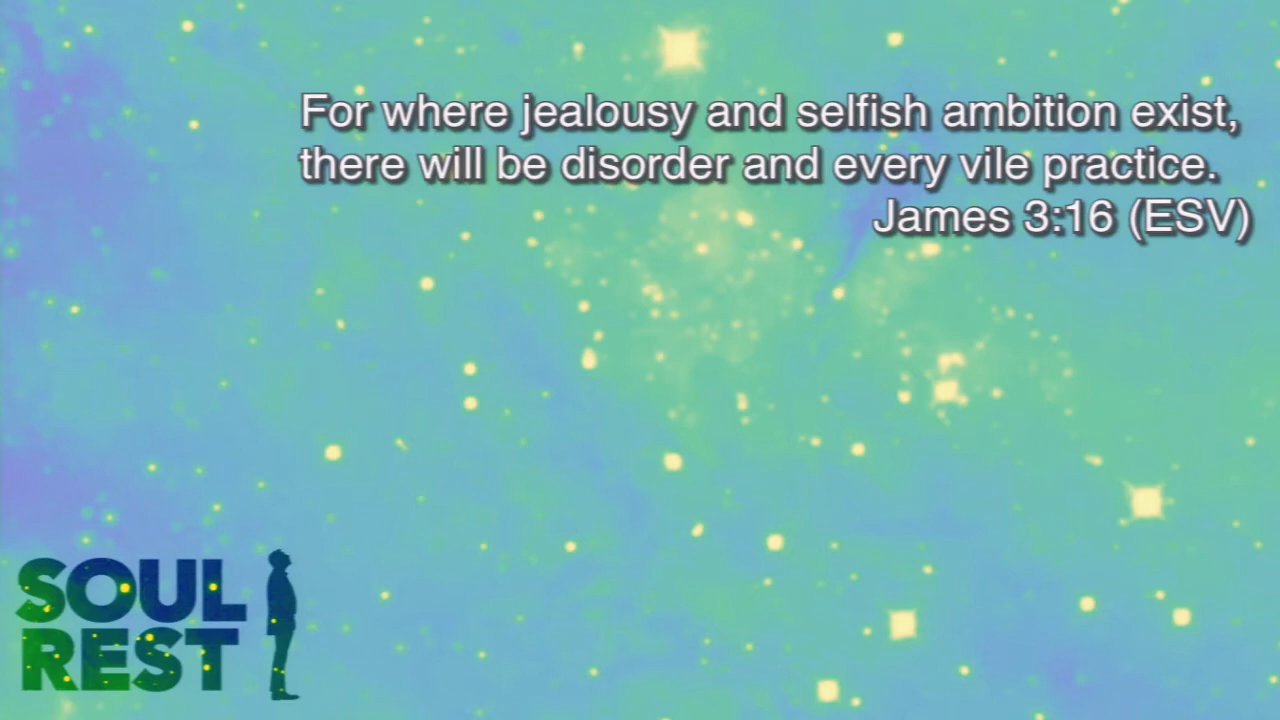 For where jealousy and selfish ambition exist,
there will be disorder and every vile practice.
James 3:16 (ESV)
SOUL
REST